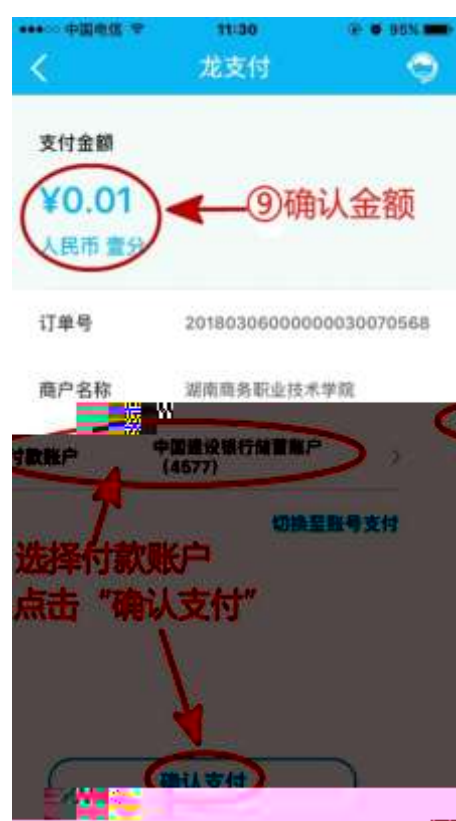 中国电信 11:30 95%
龙支付
支付金额
¥0.01
⑨确认金额
人民币 壹分
订单号 20180306000000030070568
商户名称 湖南商务职业技术学院
付款账户 中国建设银行储蓄账户
(4577)
切换至账号支付
选择付款账户
点击“确认支付”
确认支付